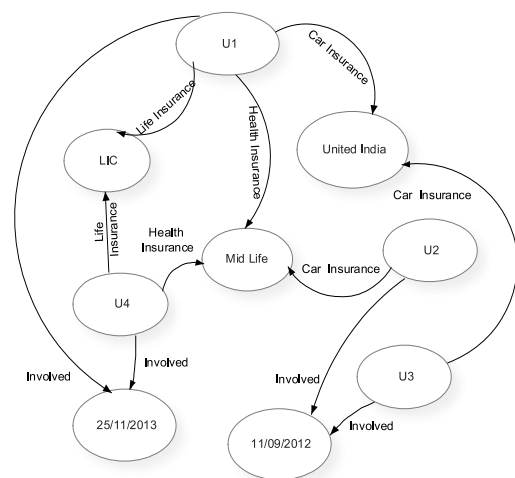 U1
Car Insurance
Life Insurance
Health Insurance
LIC
United India
Car Insurance
Life
Insurance
Health
Insurance
Mid Life
Car Insurance
U2
U4
Involved
Involved
Involved
U3
Involved
25/11/2013
11/09/2012